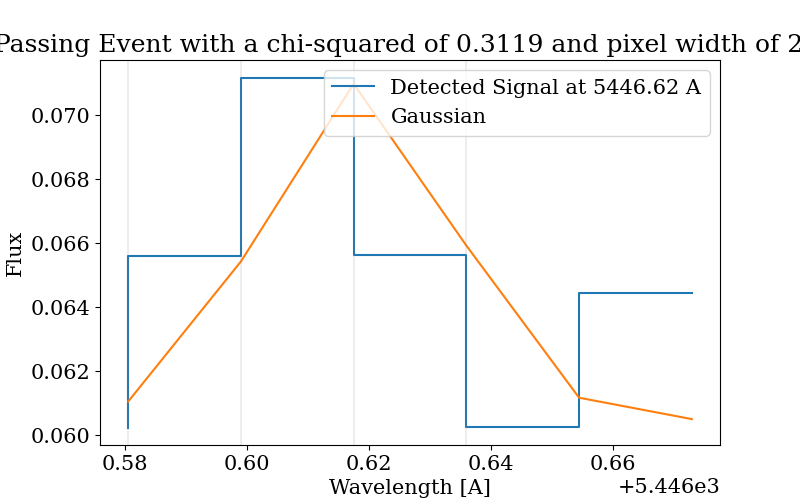 Passing Event with a chi-squared of 0.3119 and pixel width of 2
Detected Signal at 5446.62 A
Gaussian
Flux
0.070
0.068
0.066
0.064
0.062
0.060
0.58 0.60 0.62 0.64 0.66
Wavelength [A]
+5.446e3